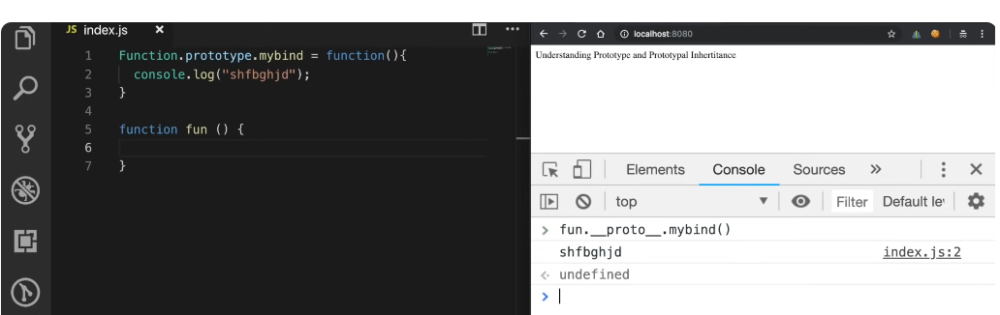 JS index.js ×
1 Function.prototype.mybind = function(){
2 console.log("shfbghjd");
3 }
4
5 function fun () {
6
7 }
localhost:8080
Understanding Prototype and Prototypal Inhertitance
Elements Console Sources »
top Filter Default le
> fun.__proto__.mybind()
shfbghjd index.js:2
undefined
>